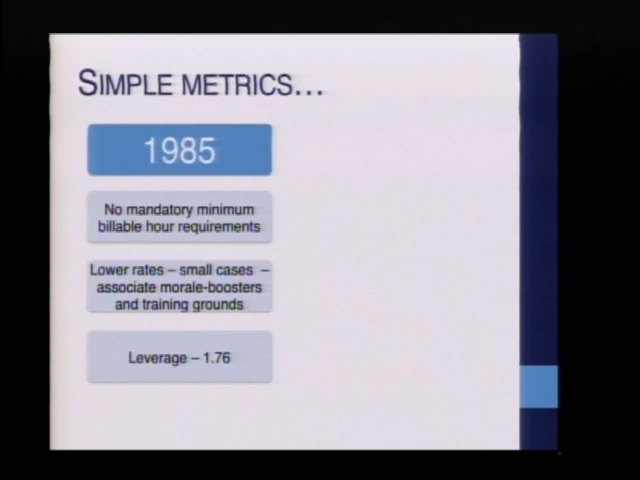 SIMPLE METRICS...
1985
No mandatory minimum
billable hour requirements
Lower rates – small cases –
associate morale-boosters
and training grounds
Leverage – 1.76